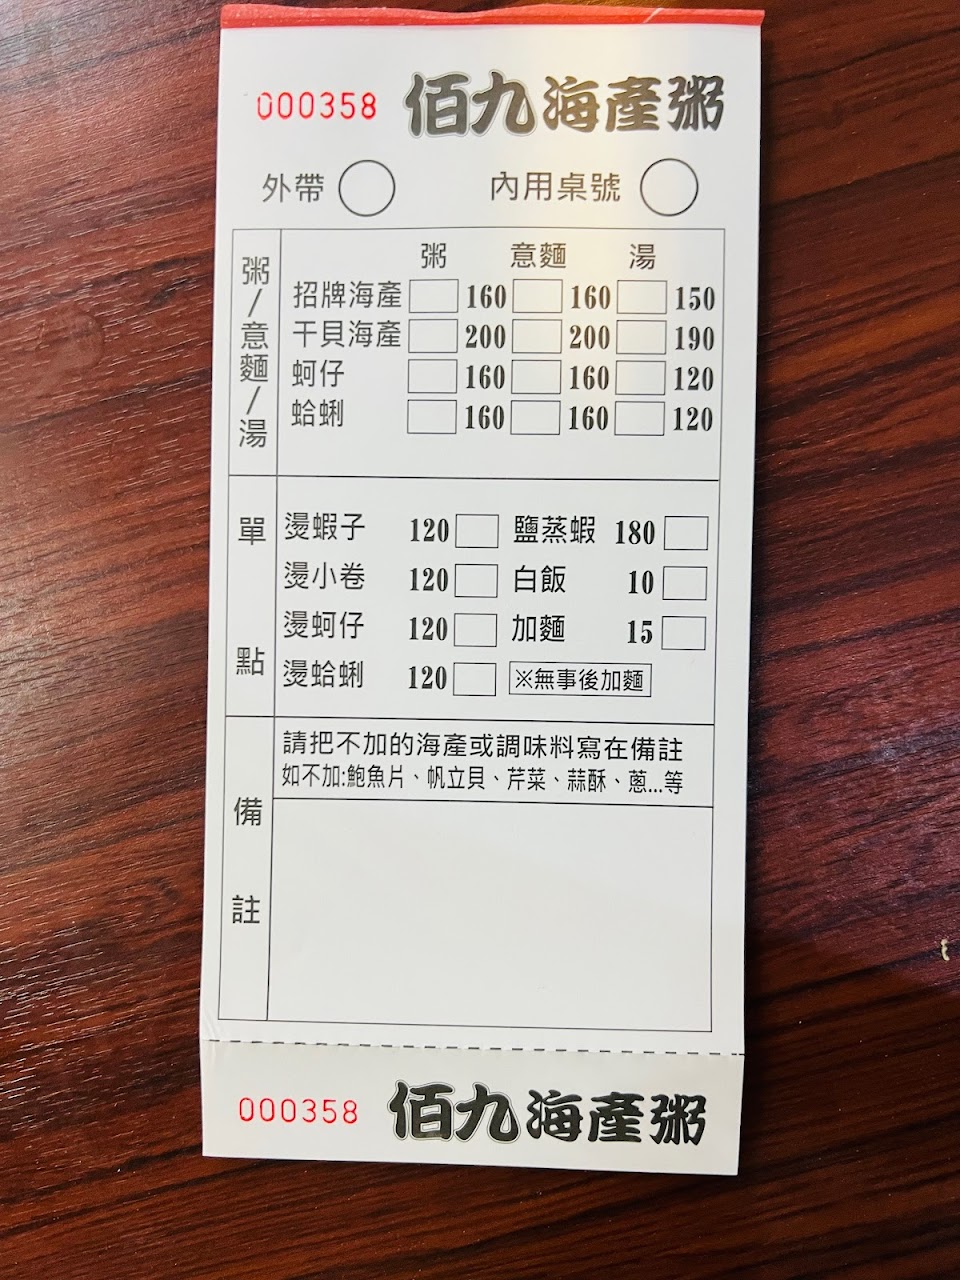 000358 佰九海產粥
外帶 內用桌號
粥/意麵/湯
粥 意麵 湯
招牌海產 160 160 150
干貝海產 200 200 190
蚵仔 160 160 120
蛤蜊 160 160 120
單點
燙蝦子 120 鹽蒸蝦 180
燙小卷 120 白飯 10
燙蚵仔 120 加麵 15
燙蛤蜊 120 ※無事後加麵
備註
請把不加的海產或調味料寫在備註
如不加:鮑魚片、帆立貝、芹菜、蒜酥、蔥...等
000358 佰九海產粥